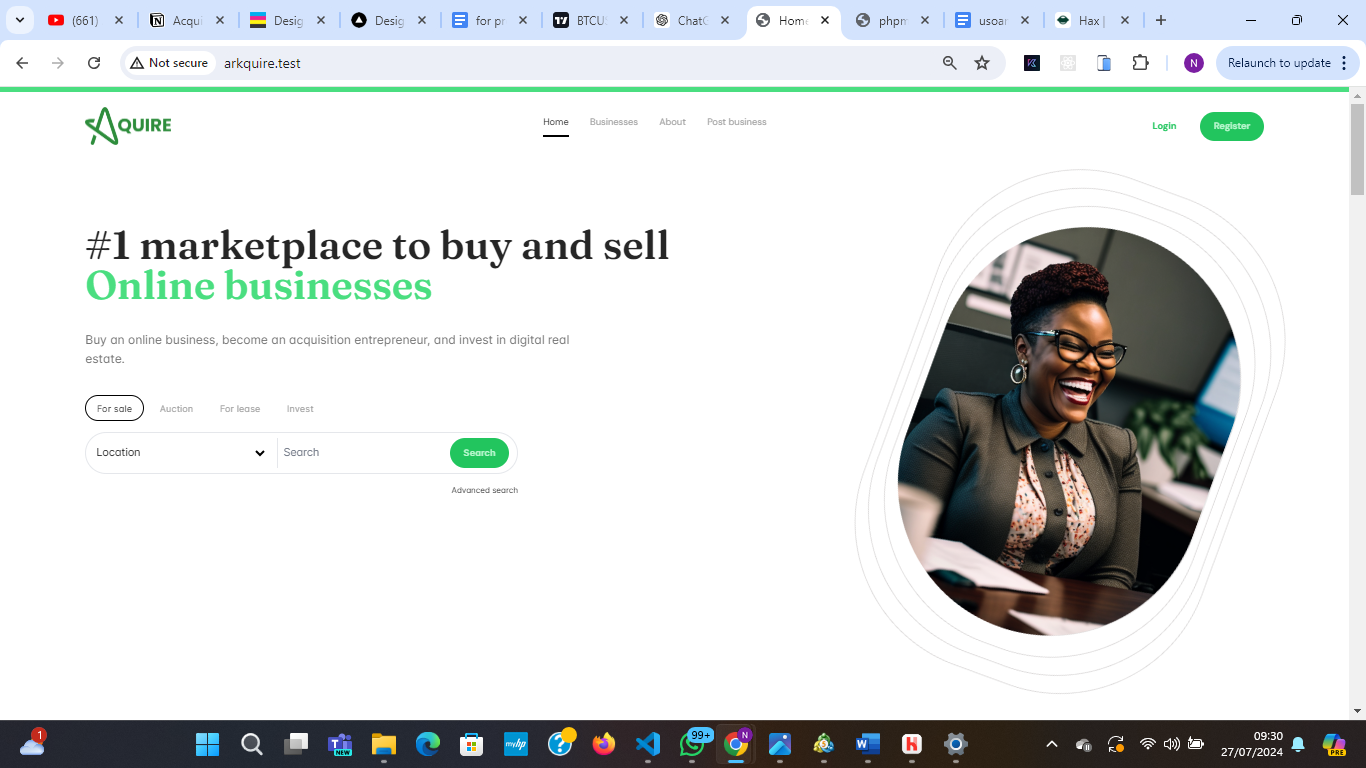 (661)
Acqui
Desig
Desig
for pr
BTCU
Chat
Home
phpm
usoar
Hax |
Not secure
arkquire.test
N
Relaunch to update
QUIRE
Home
Businesses
About
Post business
Login
Register
#1 marketplace to buy and sell
Online businesses
Buy an online business, become an acquisition entrepreneur, and invest in digital real
estate.
For sale
Auction
For lease
Invest
Location
Search
Search
Advanced search
1
NEW
myhp
99+
N
W
09:30
27/07/2024
PRE